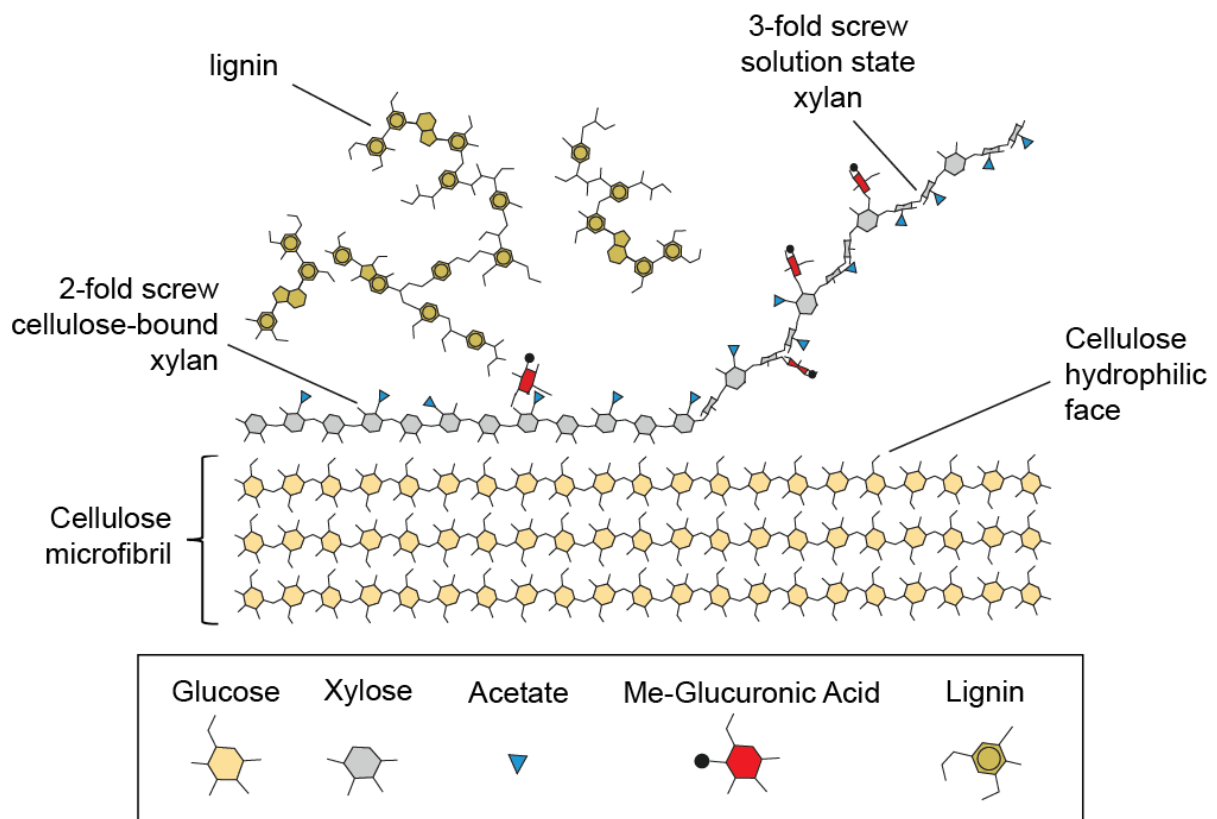 lignin
3-fold screw
solution state
xylan
2-fold screw
cellulose-bound
xylan
Cellulose
hydrophilic
face
Cellulose
microfibril
Glucose
Xylose
Acetate
Me-Glucuronic Acid
Lignin